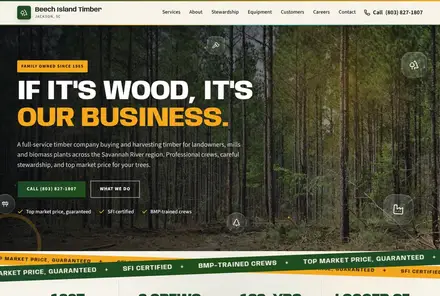 Beech Island Timber
JACKSON, SC
Services About Stewardship Equipment Customers Careers Contact Call (803) 827-1807
FAMILY OWNED SINCE
IF IT'S WOOD, IT'S
OUR BUSINESS.
A full-service timber company buying and harvesting timber for landowners, mills
and biomass plants across the Savannah River region. Professional crews, careful
stewardship, and top market price for your trees.
CALL (803) 827-1807 WHAT WE DO
Top market price, guaranteed SFI certified BMP-trained crews
MARKET PRICE, GUARANTEED
TOP MARKET PRICE, GUARANTEED
MARKET PRICE, GUARANTEED SFI CERTIFIED BMP-TRAINED CREWS